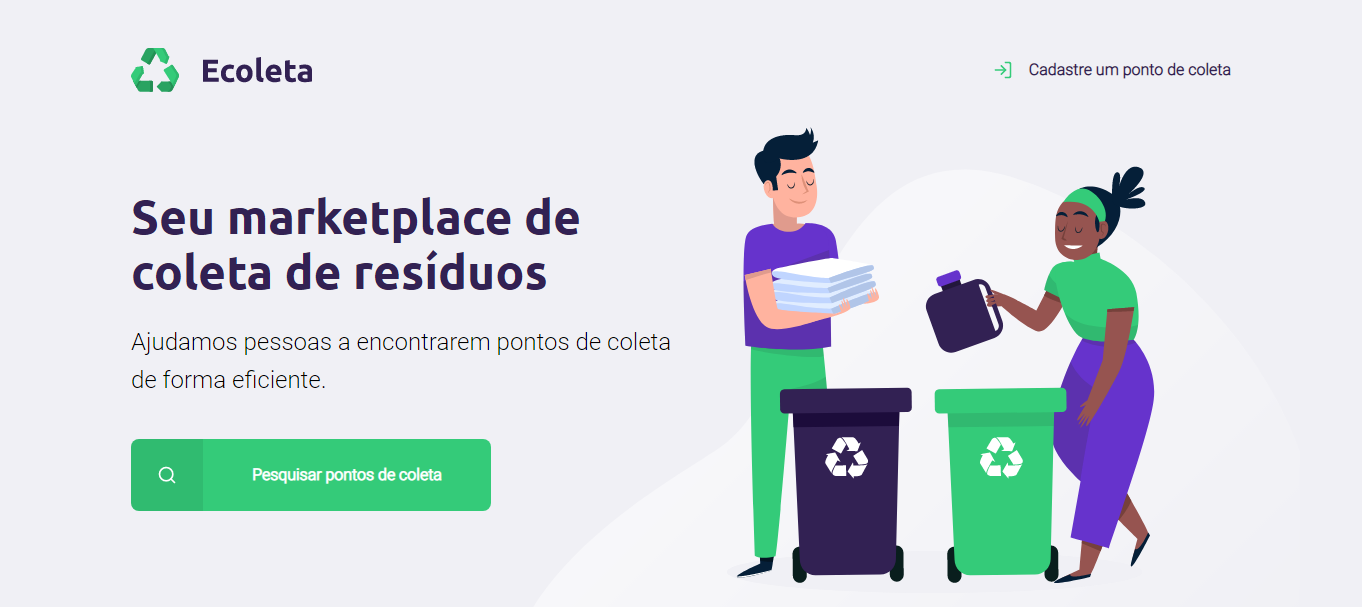 Ecoleta
Cadastre um ponto de coleta
Seu marketplace de
coleta de resíduos
Ajudamos pessoas a encontrarem pontos de coleta
de forma eficiente.
Pesquisar pontos de coleta